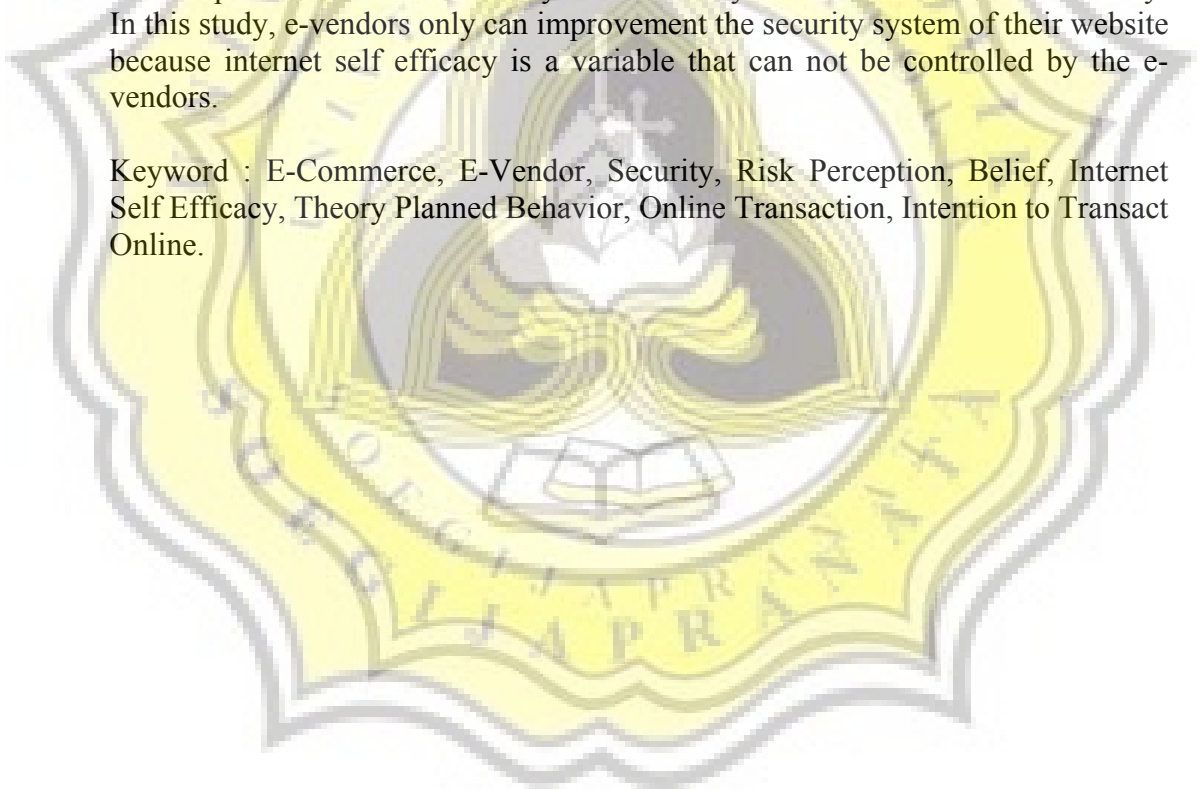 In this study, e-vendors only can improvement the security system of their website
because internet self efficacy is a variable that can not be controlled by the e-
vendors.
Keyword : E-Commerce, E-Vendor, Security, Risk Perception, Belief, Internet
Self Efficacy, Theory Planned Behavior, Online Transaction, Intention to Transact
Online.
SOEGIJAPRANATA
SOEGIJAPRANATA